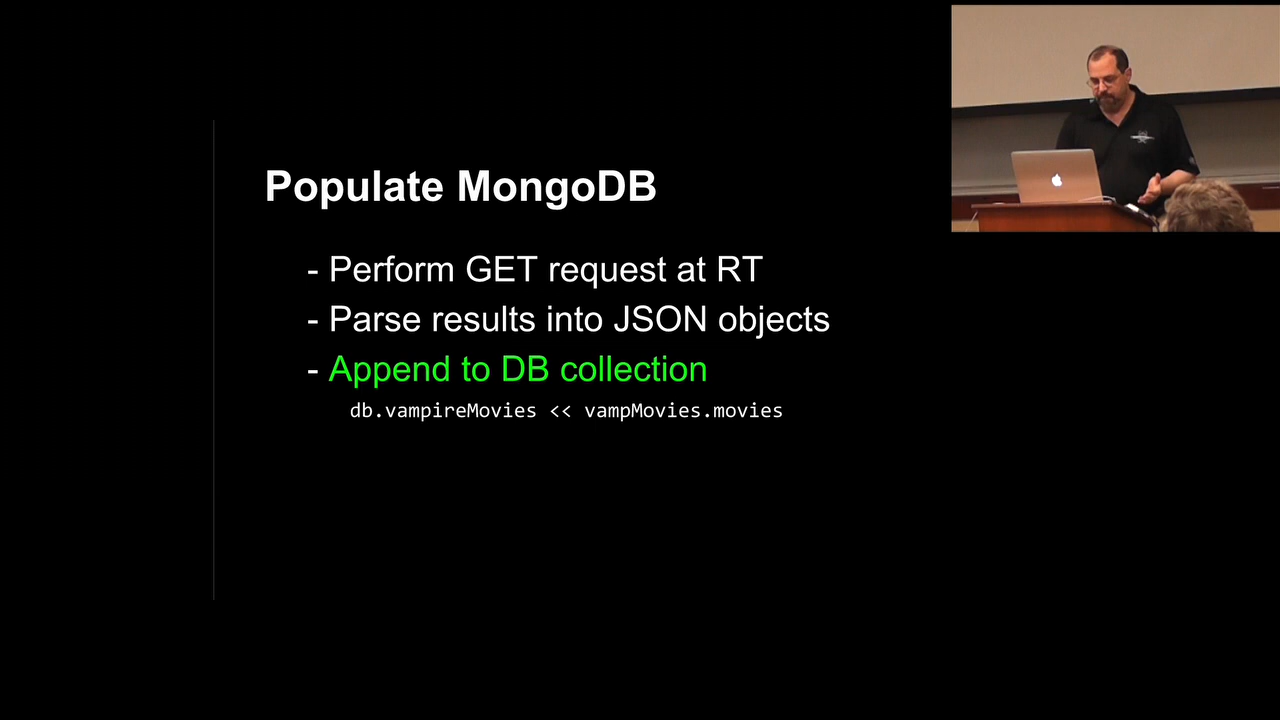 Populate MongoDB
- Perform GET request at RT
- Parse results into JSON objects
- Append to DB collection
db.vampireMovies << vampMovies.movies